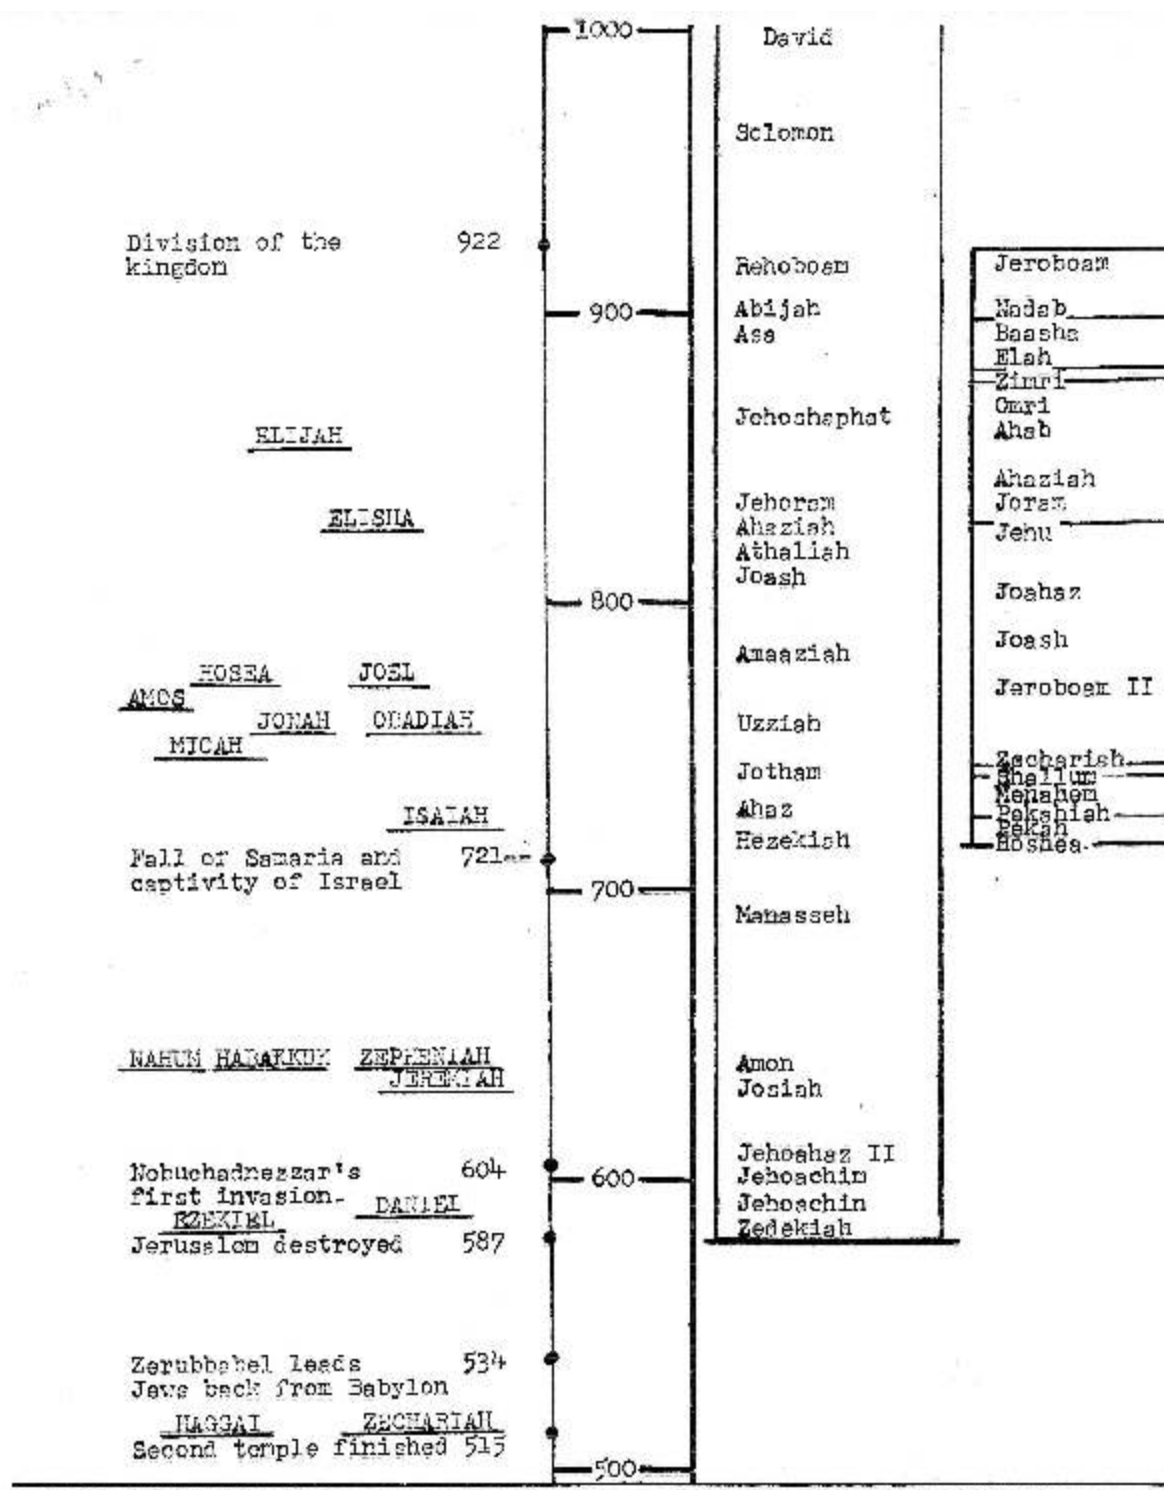 1000
David
Solomon
Division of the 922
kingdom
Rehoboam
Jeroboam
900
Abijah
Nadab
Asa
Baasha
Elah
Zimri
Omri
Jehoshaphat
Ahab
ELIJAH
Ahaziah
Jehoram
Joram
ELISHA
Ahaziah
Jehu
Athaliah
Joash
Joahaz
800
Joash
Amaaziah
HOSEA JOEL
Jeroboam II
AMOS
JONAH OBADIAH
Uzziah
MICAH
Zachariah
Jotham
Shallum
Menahem
Ahaz
ISAIAH
Pekahiah
Pekah
Hezekiah
Hoshea
Fall of Samaria and 721
captivity of Israel
700
Manasseh
NAHUM HABAKKUK ZEPHENIAH
Amon
JEREMIAH
Josiah
Jehoahaz II
Nebuchadnezzar's 604
Jehoachim
600
first invasion.
DANIEL
Jehoachin
EZEKIEL
Zedekiah
Jerusalem destroyed 587
Zerubbabel leads 534
Jews back from Babylon
HAGGAI ZECHARIAH
Second temple finished 515
500